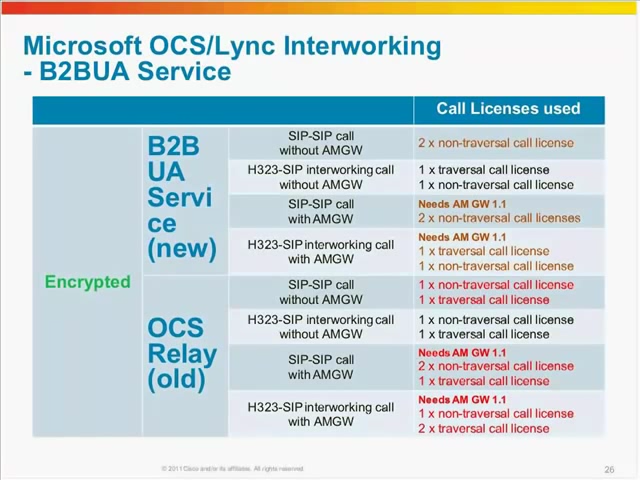 Microsoft OCS/Lync Interworking
- B2BUA Service
Call Licenses used
Encrypted
B2B
UA
Servi
ce
(new)
SIP-SIP call
without AMGW
2 x non-traversal call license
H323-SIP interworking call
without AMGW
1 x traversal call license
1 x non-traversal call license
SIP-SIP call
with AMGW
Needs AM GW 1.1
2 x non-traversal call licenses
H323-SIP interworking call
with AMGW
Needs AM GW 1.1
1 x traversal call license
1 x non-traversal call license
OCS
Relay
(old)
SIP-SIP call
without AMGW
1 x non-traversal call license
1 x traversal call license
H323-SIP interworking call
without AMGW
1 x non-traversal call license
1 x traversal call license
SIP-SIP call
with AMGW
Needs AM GW 1.1
2 x non-traversal call license
1 x traversal call license
H323-SIP interworking call
with AMGW
Needs AM GW 1.1
1 x non-traversal call license
2 x traversal call license
© 2011 Cisco and/or its affiliates. All rights reserved.
26